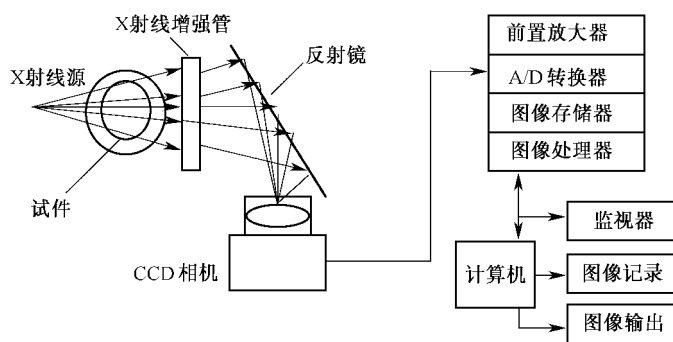 X射线增强管
X射线源
反射镜
试件
CCD相机
前置放大器
A/D转换器
图像存储器
图像处理器
监视器
计算机
图像记录
图像输出